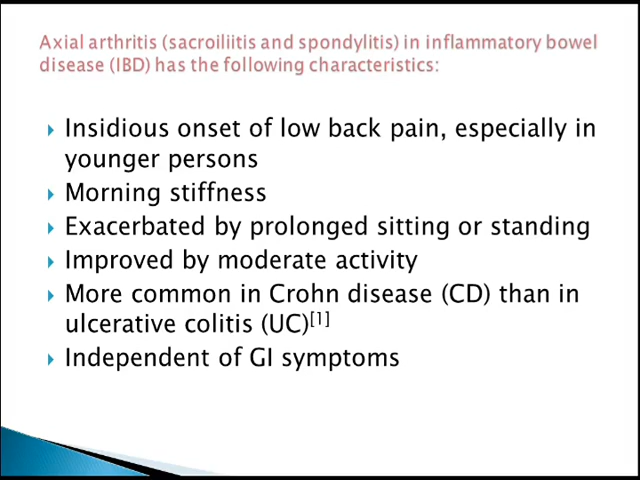 Axial arthritis (sacroiliitis and spondylitis) in inflammatory bowel
disease (IBD) has the following characteristics:
Insidious onset of low back pain, especially in
younger persons
Morning stiffness
Exacerbated by prolonged sitting or standing
Improved by moderate activity
More common in Crohn disease (CD) than in
ulcerative colitis (UC)[1]
Independent of GI symptoms